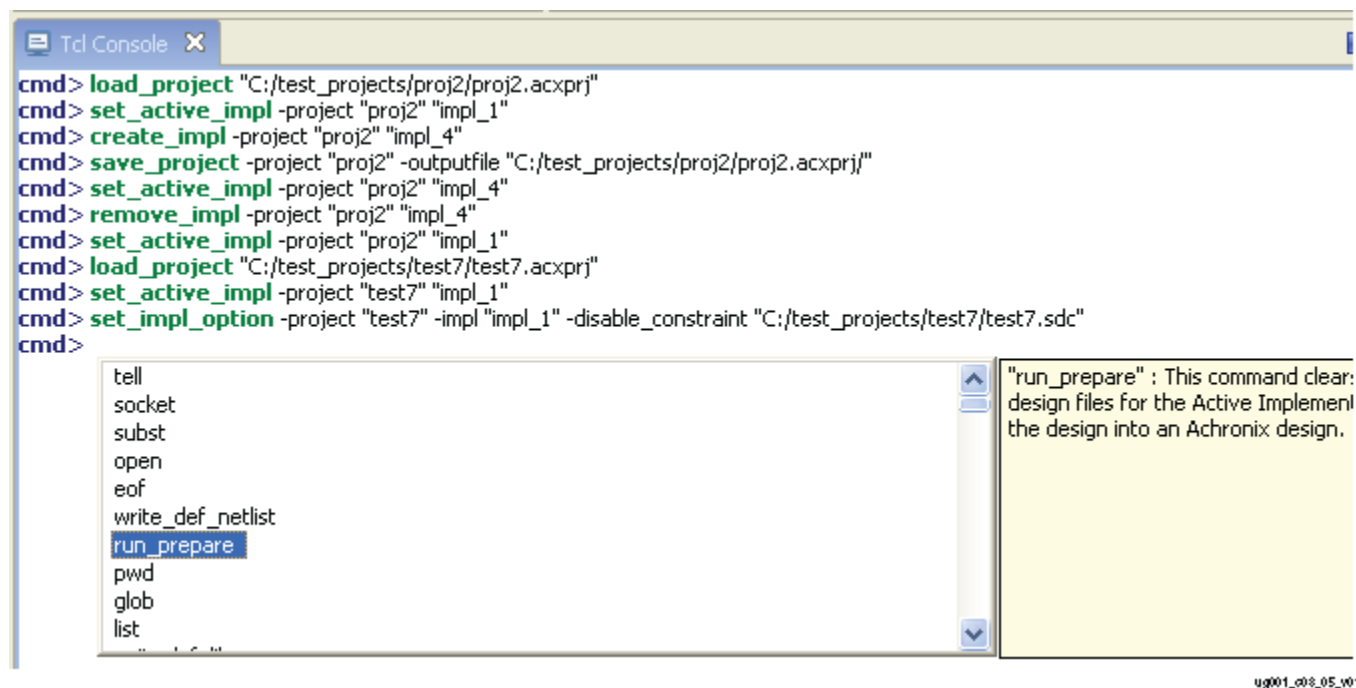 Tcl Console
cmd> load_project "C:/test_projects/proj2/proj2.acxprj"
cmd> set_active_impl -project "proj2" "impl_1"
cmd> create_impl -project "proj2" "impl_4"
cmd> save_project -project "proj2" -outputfile "C:/test_projects/proj2/proj2.acxprj/"
cmd> set_active_impl -project "proj2" "impl_4"
cmd> remove_impl -project "proj2" "impl_4"
cmd> set_active_impl -project "proj2" "impl_1"
cmd> load_project "C:/test_projects/test7/test7.acxprj"
cmd> set_active_impl -project "test7" "impl_1"
cmd> set_impl_option -project "test7" -impl "impl_1" -disable_constraint "C:/test_projects/test7/test7.sdc"
cmd>
tell
socket
subst
open
eof
write_def_netlist
run_prepare
pwd
glob
list
"run_prepare" : This command clear
design files for the Active Implemen
the design into an Achronix design.